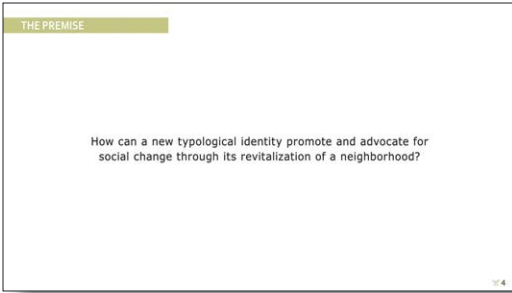 THE PREMISE
How can a new typological identity promote and advocate for
social change through its revitalization of a neighborhood?
4